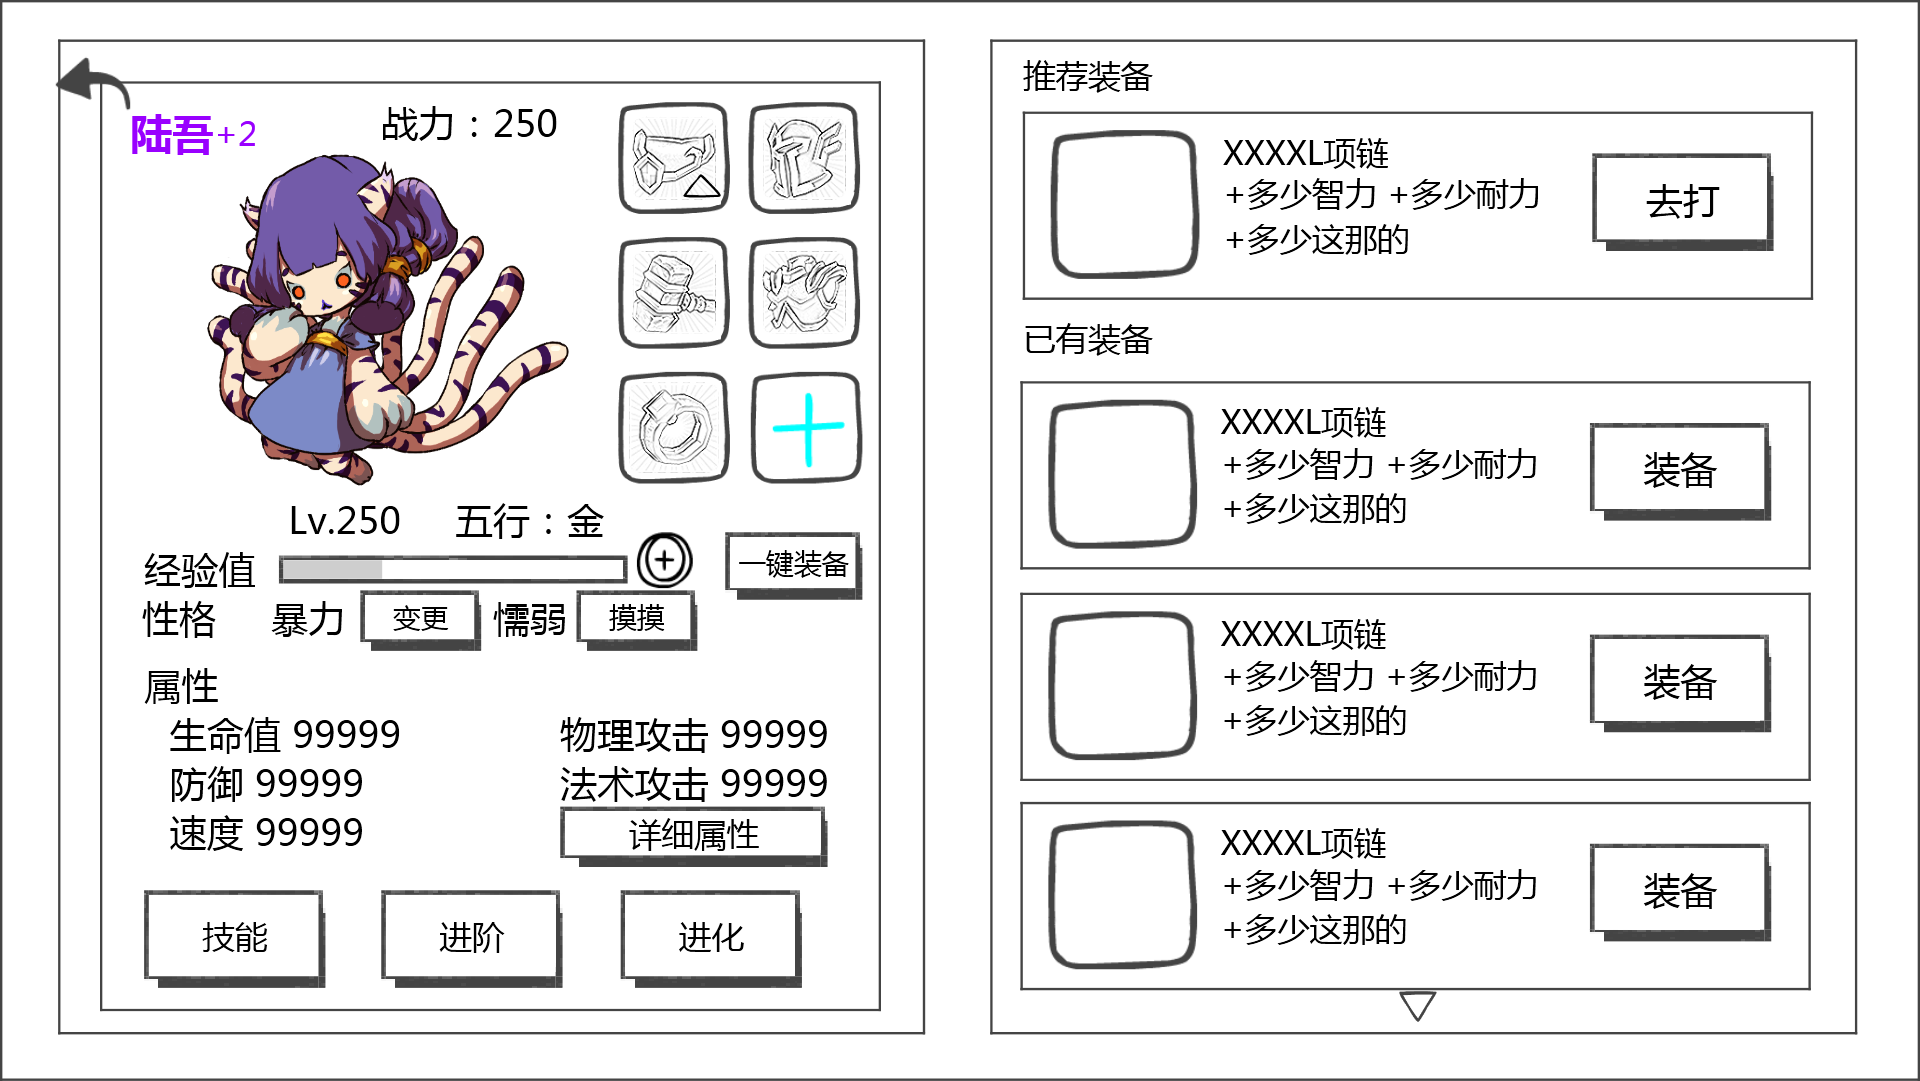 陆吾+2
战力：250
Lv.250 五行：金
经验值
一键装备
性格 暴力 变更 懦弱 摸摸
属性
生命值 99999 物理攻击 99999
防御 99999 法术攻击 99999
速度 99999 详细属性
技能 进阶 进化
推荐装备
XXXXL项链
+多少智力 +多少耐力
+多少这那的
去打
已有装备
XXXXL项链
+多少智力 +多少耐力
+多少这那的
装备
XXXXL项链
+多少智力 +多少耐力
+多少这那的
装备
XXXXL项链
+多少智力 +多少耐力
+多少这那的
装备